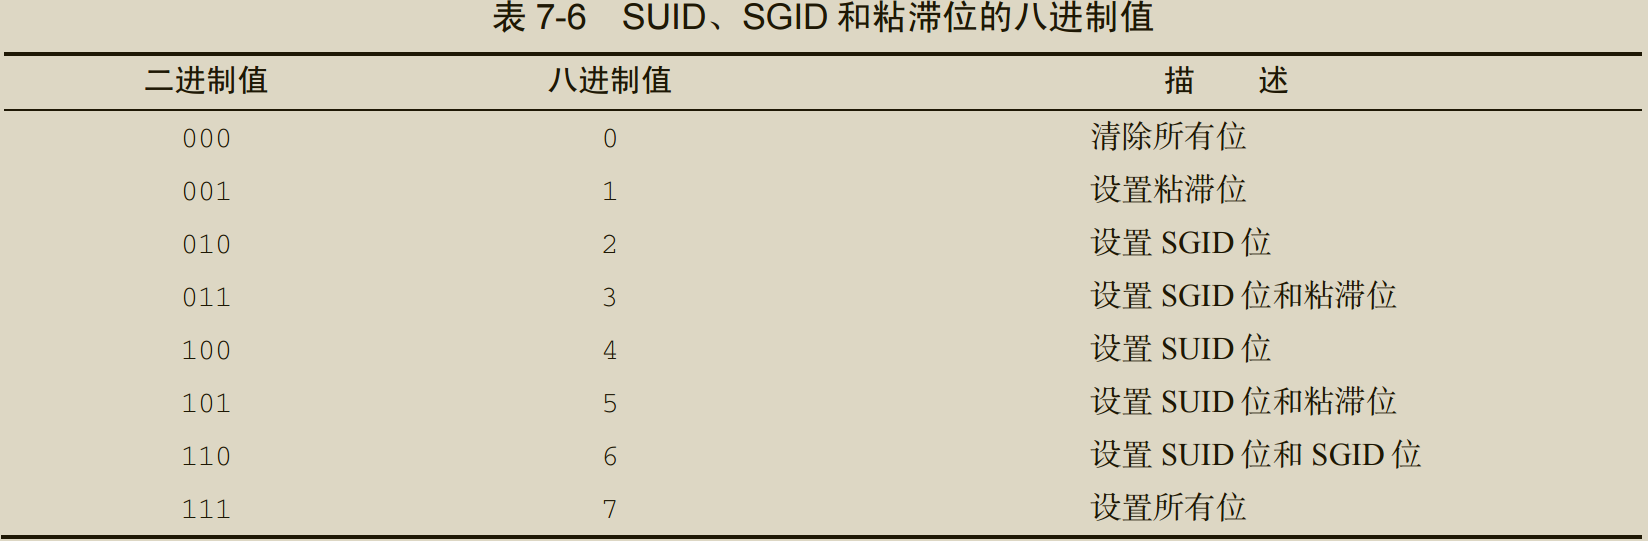 表 7-6 SUID、SGID 和粘滞位的八进制值
二进制值 八进制值 描 述
000 0 清除所有位
001 1 设置粘滞位
010 2 设置 SGID 位
011 3 设置 SGID 位和粘滞位
100 4 设置 SUID 位
101 5 设置 SUID 位和粘滞位
110 6 设置 SUID 位和 SGID 位
111 7 设置所有位